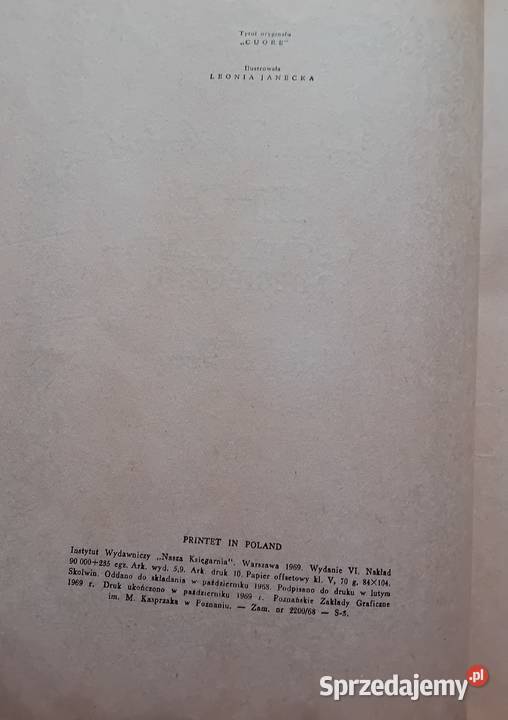 Tytuł oryginału
„CUORE"
Ilustrowała
LEONIA JANECKA
PRINTET IN POLAND
Instytut Wydawniczy „Nasza Księgarnia". Warszawa 1969. Wydanie VI. Nakład
90 000+235 egz. Ark. wyd. 5,9. Ark. druk 10. Papier offsetowy kl. V, 70 g, 84×104.
Skolwin. Oddano do składania w październiku 1968. Podpisano do druku w lutym
1969 r. Druk ukończono w październiku 1969 r. Poznańskie Zakłady Graficzne
im. M. Kasprzaka w Poznaniu. — Zam. nr 2200/68 — S-5.
Sprzedajemy.pl